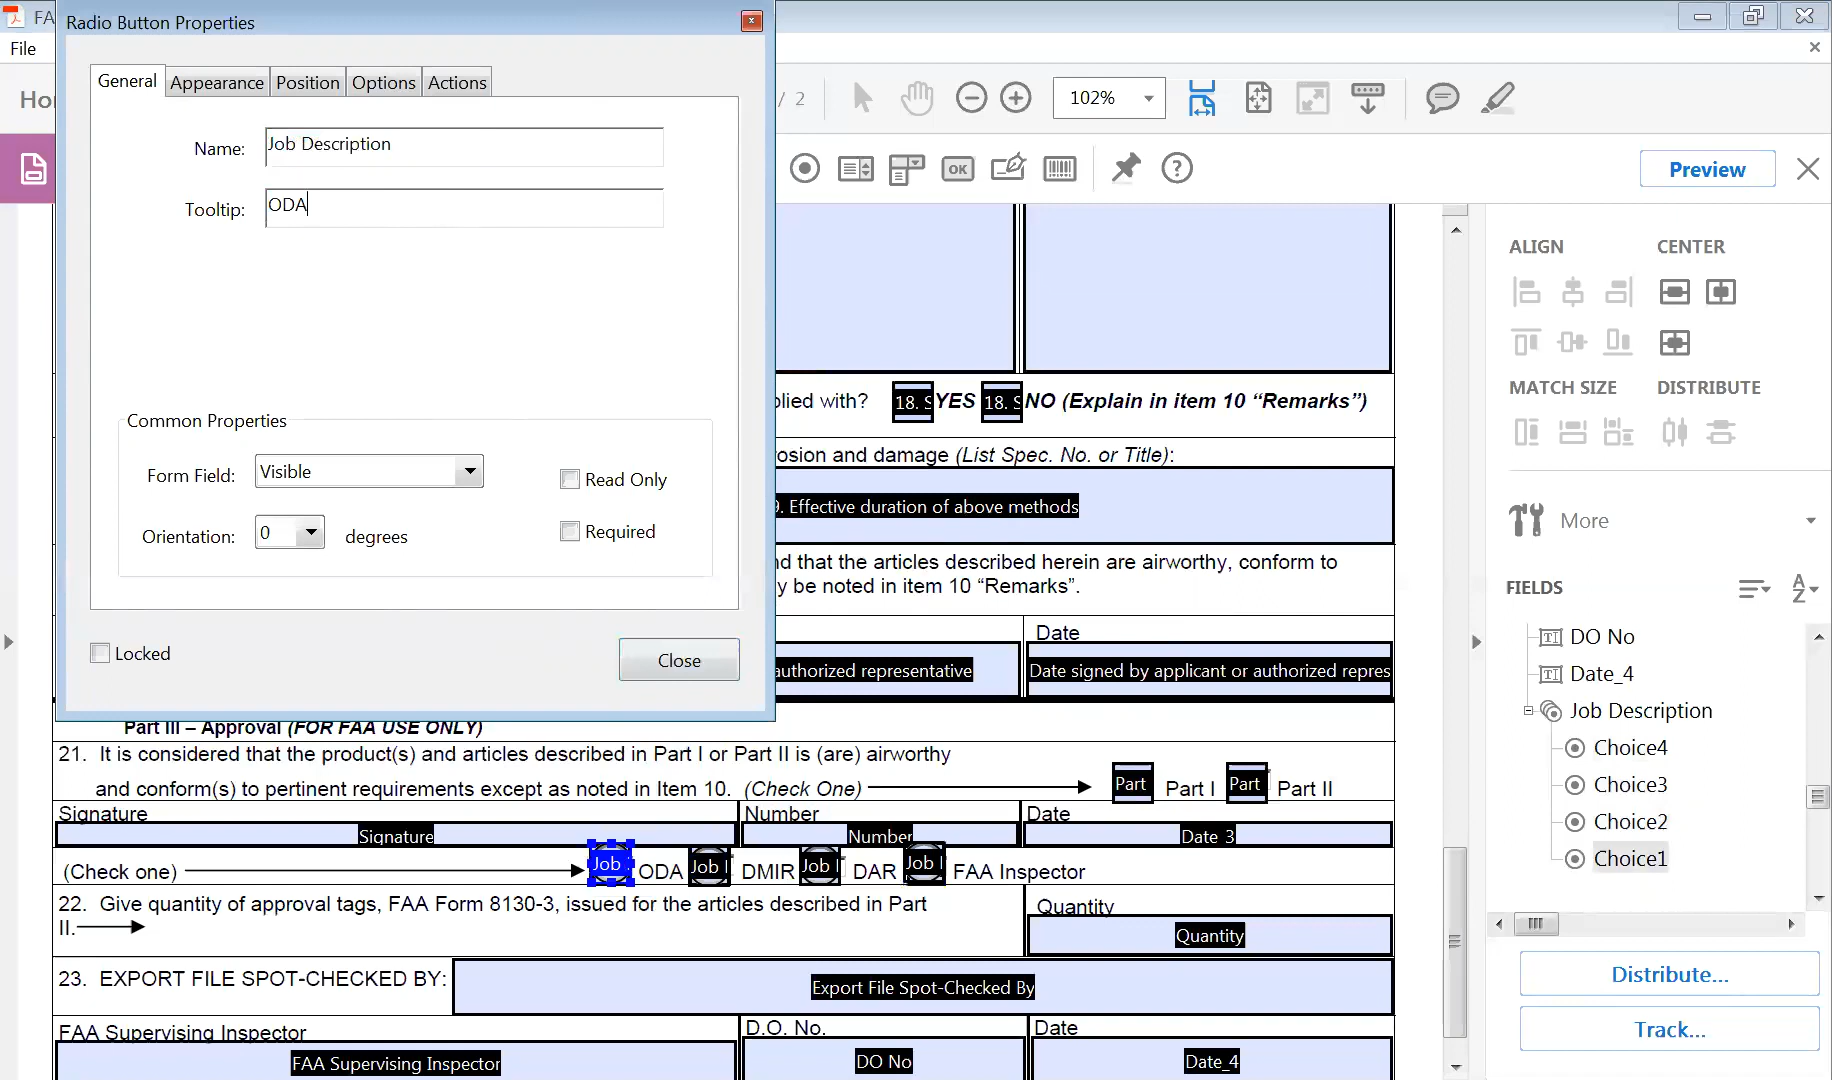 FA
Radio Button Properties
File
Hor
General
Appearance
Position
Options
Actions
Name:
Job Description
Tooltip:
ODA
Common Properties
Form Field:
Visible
Read Only
Orientation:
0
degrees
Required
Locked
Close
/ 2
102%
OK
Preview
18. S
YES
18. S
NO (Explain in item 10 “Remarks”)
plied with?
osion and damage (List Spec. No. or Title):
9. Effective duration of above methods
nd that the articles described herein are airworthy, conform to
y be noted in item 10 “Remarks”.
Date
authorized representative
Date signed by applicant or authorized repres
Part III – Approval (FOR FAA USE ONLY)
21. It is considered that the product(s) and articles described in Part I or Part II is (are) airworthy
and conform(s) to pertinent requirements except as noted in Item 10. (Check One)
Part
Part I
Part
Part II
Signature
Number
Date
Signature
Number
Date 3
(Check one)
Job
ODA
Job
DMIR
Job
DAR
Job
FAA Inspector
22. Give quantity of approval tags, FAA Form 8130-3, issued for the articles described in Part
II.
Quantity
Quantity
23. EXPORT FILE SPOT-CHECKED BY:
Export File Spot-Checked By
FAA Supervising Inspector
D.O. No.
Date
FAA Supervising Inspector
DO No
Date_4
ALIGN
CENTER
MATCH SIZE
DISTRIBUTE
More
FIELDS
DO No
Date_4
Job Description
Choice4
Choice3
Choice2
Choice1
Distribute...
Track...